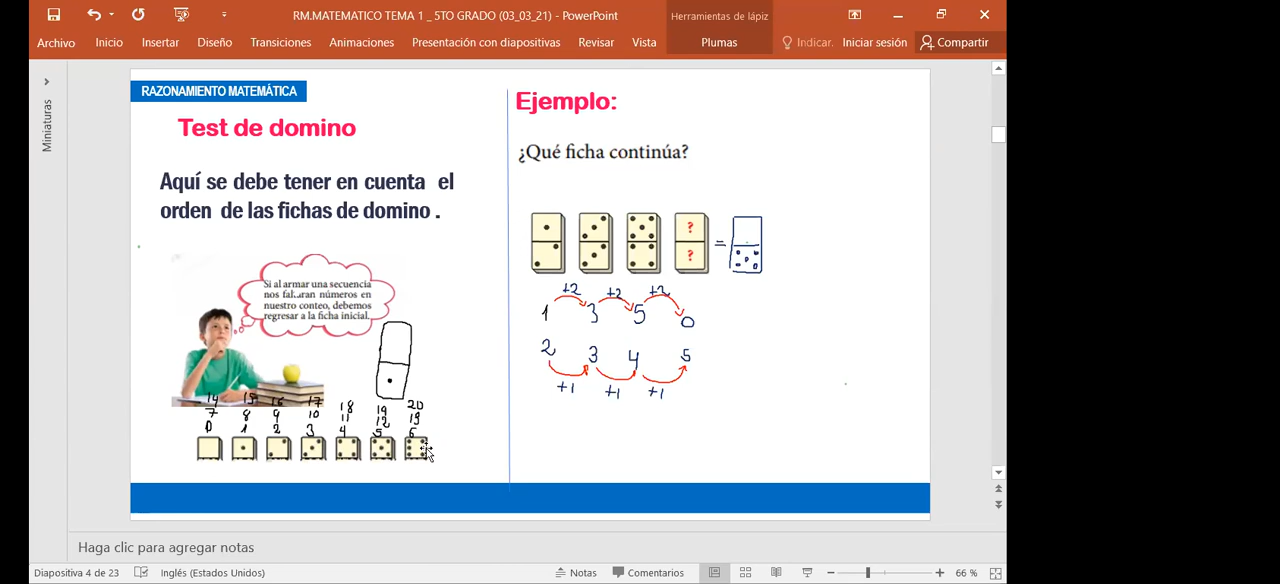 RM.MATEMATICO TEMA 1 _ 5TO GRADO (03_03_21) - PowerPoint
Herramientas de lápiz
Archivo Inicio Insertar Diseño Transiciones Animaciones Presentación con diapositivas Revisar Vista Plumas Indicar. Iniciar sesión Compartir
Miniaturas
RAZONAMIENTO MATEMÁTICA
Test de domino
Aquí se debe tener en cuenta el
orden de las fichas de domino .
Si al armar una secuencia
nos faltaran números en
nuestro conteo, debemos
regresar a la ficha inicial.
14 15 16 17 18 19 20
7 8 9 10 11 12 13
0 1 2 3 4 5 6
Ejemplo:
¿Qué ficha continúa?
?
? =
+2 +2 +2
1 3 5 0
2 3 4 5
+1 +1 +1
Haga clic para agregar notas
Diapositiva 4 de 23 Inglés (Estados Unidos) Notas Comentarios 66 %